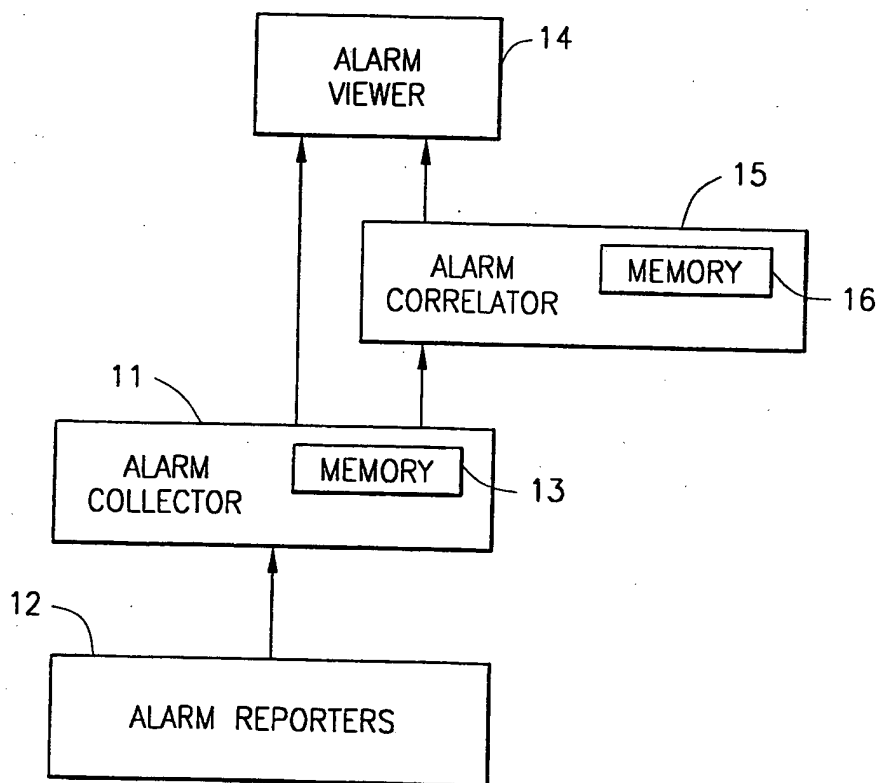 ALARM
VIEWER
14
15
ALARM
CORRELATOR
MEMORY
16
11
ALARM
COLLECTOR
MEMORY
13
12
ALARM REPORTERS